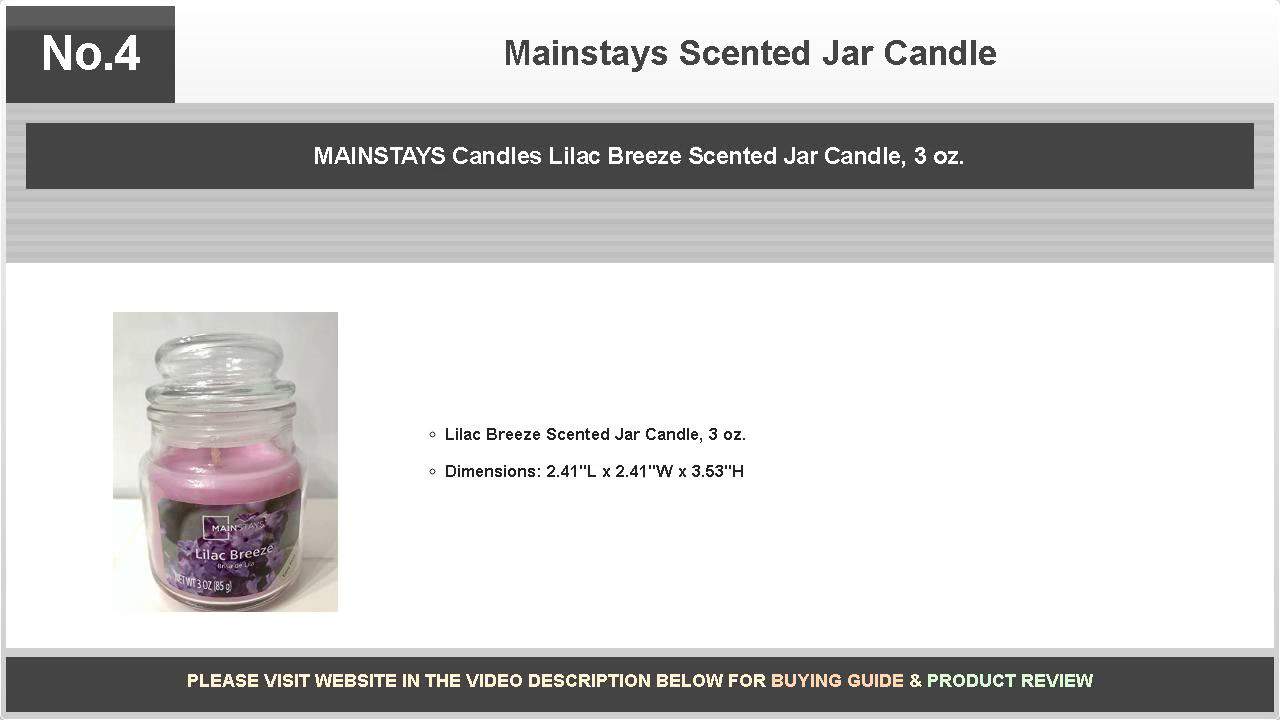 No.4
Mainstays Scented Jar Candle
MAINSTAYS Candles Lilac Breeze Scented Jar Candle, 3 oz.
Lilac Breeze Scented Jar Candle, 3 oz.
Dimensions: 2.41"L x 2.41"W x 3.53"H
MAINSTAYS
Lilac Breeze
NET WT 3 OZ (85 g)
PLEASE VISIT WEBSITE IN THE VIDEO DESCRIPTION BELOW FOR BUYING GUIDE & PRODUCT REVIEW